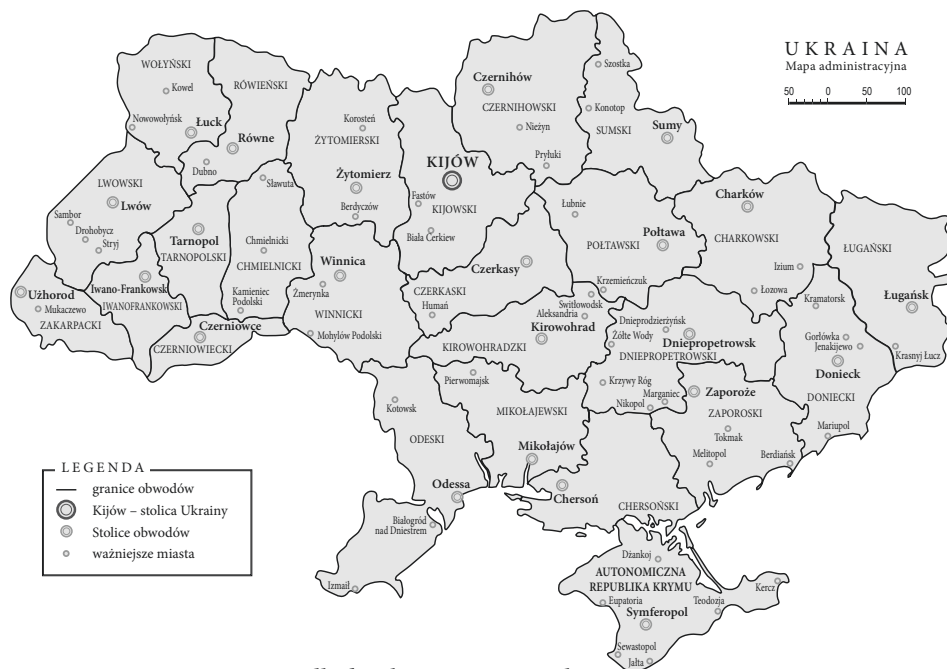 UKRAINA
Mapa administracyjna
50 0 50 100
WOŁYŃSKI
Kowel
Nowowołyńsk
Łuck
RÓWIEŃSKI
Równe
Dubno
LWOWSKI
Lwów
Sambor
Drohobycz
Stryj
Tarnopol
TARNOPOLSKI
Sławuta
Chmielnicki
CHMIELNICKI
Kamieniec
Podolski
Iwano-Frankowsk
IWANOFRANKOWSKI
Użhorod
Mukaczewo
ZAKARPACKI
Czerniowce
CZERNIOWIECKI
Korosteń
ŻYTOMIERSKI
Żytomierz
Berdyczów
Winnica
Żmerynka
WINNICKI
Mohylów Podolski
KIJÓW
Fastów
KIJOWSKI
Biała Cerkiew
Czernihów
CZERNIHOWSKI
Nieżyn
Pryłuki
Szostka
Konotop
SUMSKI
Sumy
Łubnie
POŁTAWSKI
Połtawa
Krzemieńczuk
Czerkasy
CZERKASKI
Humań
Switłowodsk
Aleksandria
Kirowohrad
KIROWOHRADZKI
Charków
CHARKOWSKI
Izium
Łozowa
ŁUGAŃSKI
Ługańsk
Krasnyj Łucz
Kramatorsk
Gorłówka
Jenakijewo
Donieck
DONIECKI
Mariupol
Dnieprodzierżyńsk
Żółte Wody
Dniepropetrowsk
DNIEPROPETROWSKI
Krzywy Róg
Marganiec
Nikopol
Zaporoże
ZAPOROSKI
Tokmak
Melitopol
Berdiańsk
Pierwomajsk
MIKOŁAJEWSKI
Mikołajów
Kotowsk
ODESKI
Odessa
Białogród
nad Dniestrem
Izmaił
Chersoń
CHERSOŃSKI
Dżankoj
AUTONOMICZNA
REPUBLIKA KRYMU
Eupatoria
Teodozja
Kercz
Symferopol
Sewastopol
Jałta
LEGENDA
granice obwodów
Kijów – stolica Ukrainy
Stolice obwodów
ważniejsze miasta